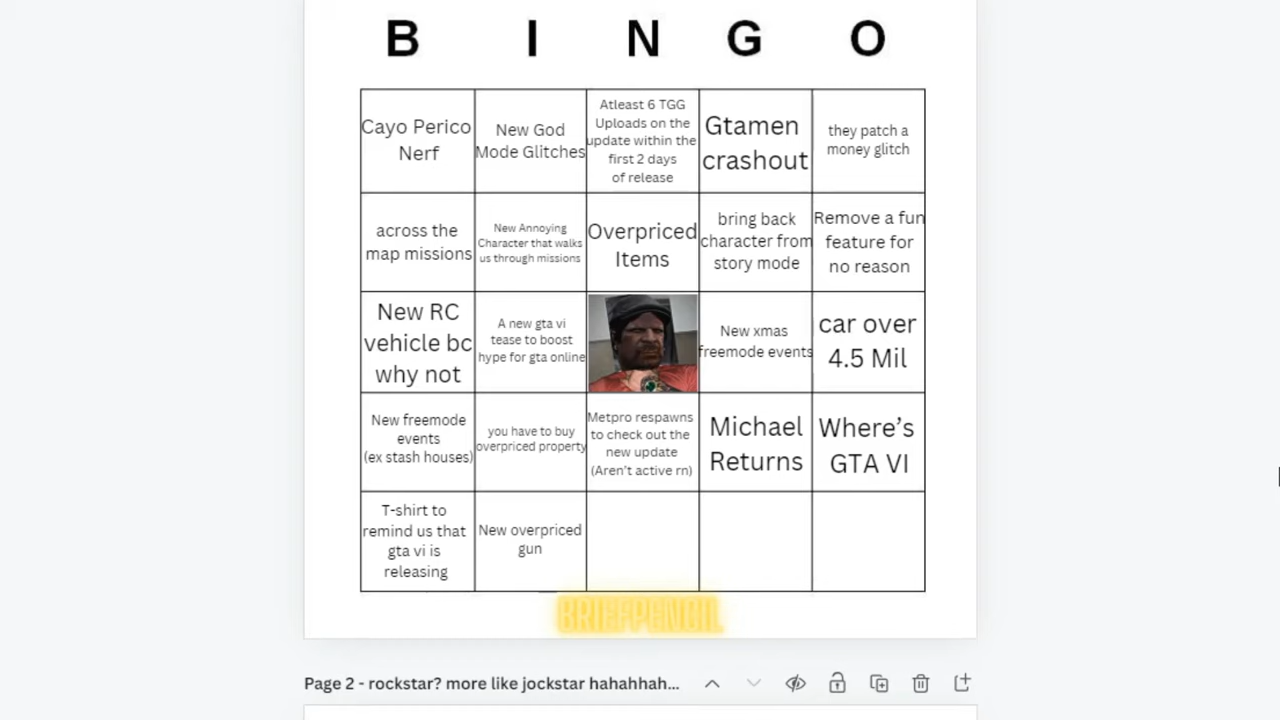 B I N G O
Cayo Perico
Nerf
New God
Mode Glitches
Atleast 6 TGG
Uploads on the
update within the
first 2 days
of release
Gtamen
crashout
they patch a
money glitch
across the
map missions
New Annoying
Character that walks
us through missions
Overpriced
Items
bring back
character from
story mode
Remove a fun
feature for
no reason
New RC
vehicle bc
why not
A new gta vi
tease to boost
hype for gta online
New xmas
freemode events
car over
4.5 Mil
New freemode
events
(ex stash houses)
you have to buy
overpriced property
Metpro respawns
to check out the
new update
(Aren't active rn)
Michael
Returns
Where's
GTA VI
T-shirt to
remind us that
gta vi is
releasing
New overpriced
gun
BRIEFPENCIL
Page 2 - rockstar? more like jockstar hahahhah...